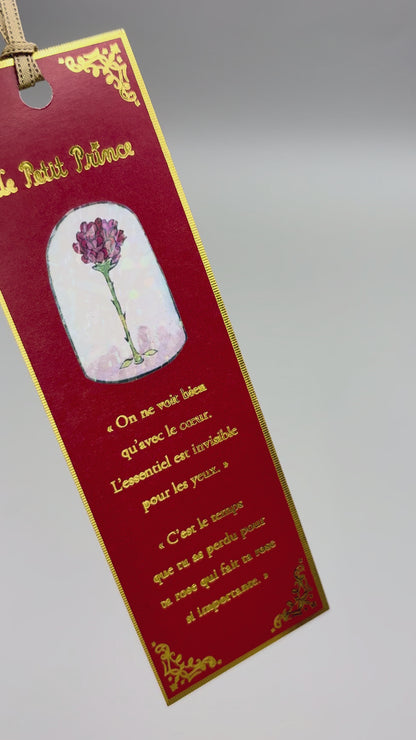 Le Petit Prince
« On ne voit bien
qu'avec le cœur.
L'essentiel est invisible
pour les yeux. »
« C'est le temps
que tu as perdu pour
ta rose qui fait ta rose
si importante. »